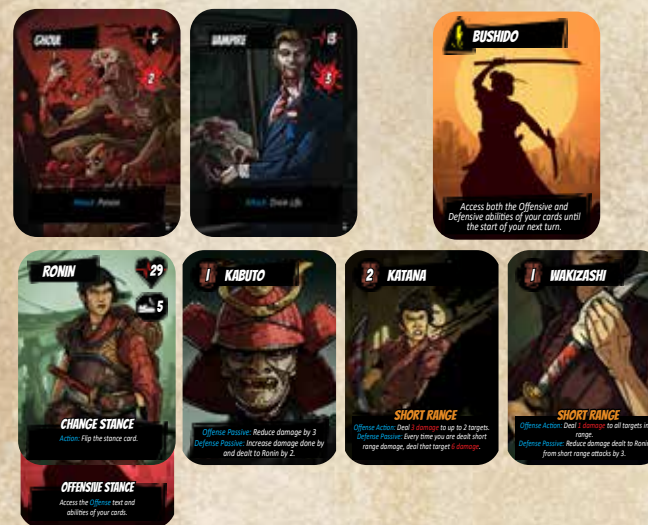 GHOUL
5
2
Attack: Poison
VAMPIRE
13
3
Attack: Drain Life
BUSHIDO
Access both the Offensive and
Defensive abilities of your cards until
the start of your next turn.
RONIN
29
5
CHANGE STANCE
Action: Flip the stance card.
OFFENSIVE STANCE
Access the Offense text and
abilities of your cards.
1 KABUTO
Offense Passive: Reduce damage by 3
Defense Passive: Increase damage done by
and dealt to Ronin by 2.
2 KATANA
SHORT RANGE
Offense Action: Deal 3 damage to up to 2 targets.
Defense Passive: Every time you are dealt short
range damage, deal that target 6 damage.
1 WAKIZASHI
SHORT RANGE
Offense Action: Deal 1 damage to all targets in
range.
Defense Passive: Reduce damage dealt to Ronin
from short range attacks by 3.